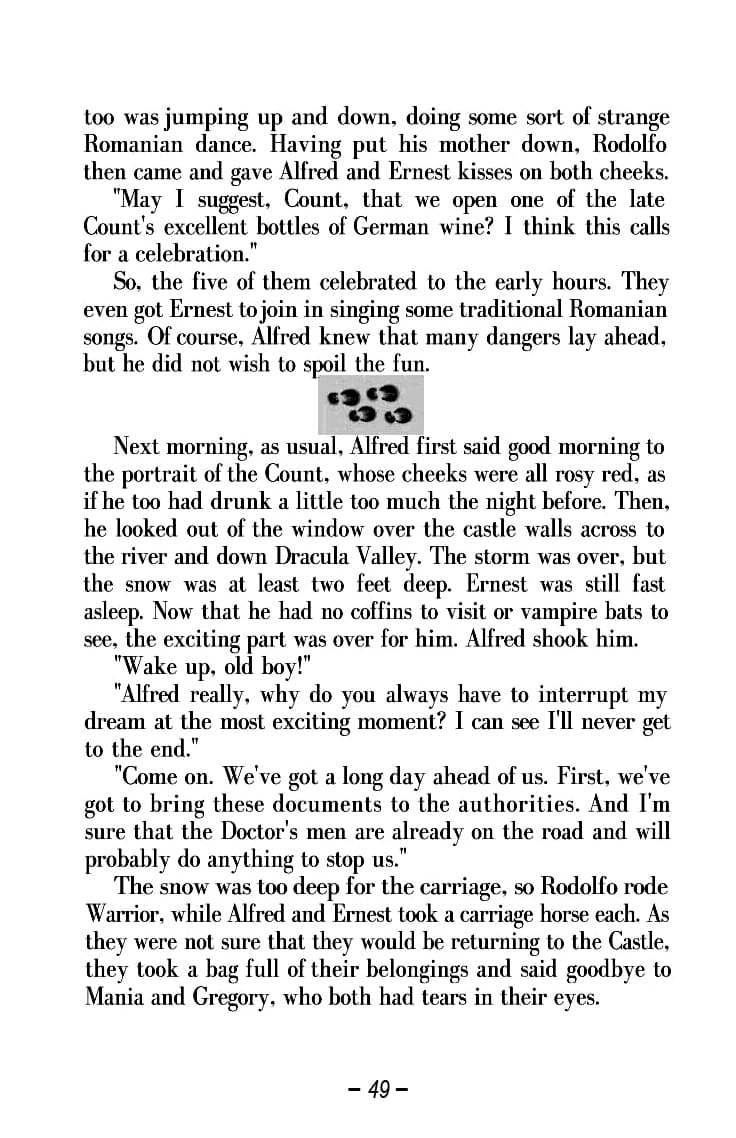 too was jumping up and down, doing some sort of strange
Romanian dance. Having put his mother down, Rodolfo
then came and gave Alfred and Ernest kisses on both cheeks.
"May I suggest, Count, that we open one of the late
Count's excellent bottles of German wine? I think this calls
for a celebration."
So, the five of them celebrated to the early hours. They
even got Ernest to join in singing some traditional Romanian
songs. Of course, Alfred knew that many dangers lay ahead,
but he did not wish to spoil the fun.
Next morning, as usual, Alfred first said good morning to
the portrait of the Count, whose cheeks were all rosy red, as
if he too had drunk a little too much the night before. Then,
he looked out of the window over the castle walls across to
the river and down Dracula Valley. The storm was over, but
the snow was at least two feet deep. Ernest was still fast
asleep. Now that he had no coffins to visit or vampire bats to
see, the exciting part was over for him. Alfred shook him.
"Wake up, old boy!"
"Alfred really, why do you always have to interrupt my
dream at the most exciting moment? I can see I'll never get
to the end."
"Come on. We've got a long day ahead of us. First, we've
got to bring these documents to the authorities. And I'm
sure that the Doctor's men are already on the road and will
probably do anything to stop us."
The snow was too deep for the carriage, so Rodolfo rode
Warrior, while Alfred and Ernest took a carriage horse each. As
they were not sure that they would be returning to the Castle,
they took a bag full of their belongings and said goodbye to
Mania and Gregory, who both had tears in their eyes.
– 49 –